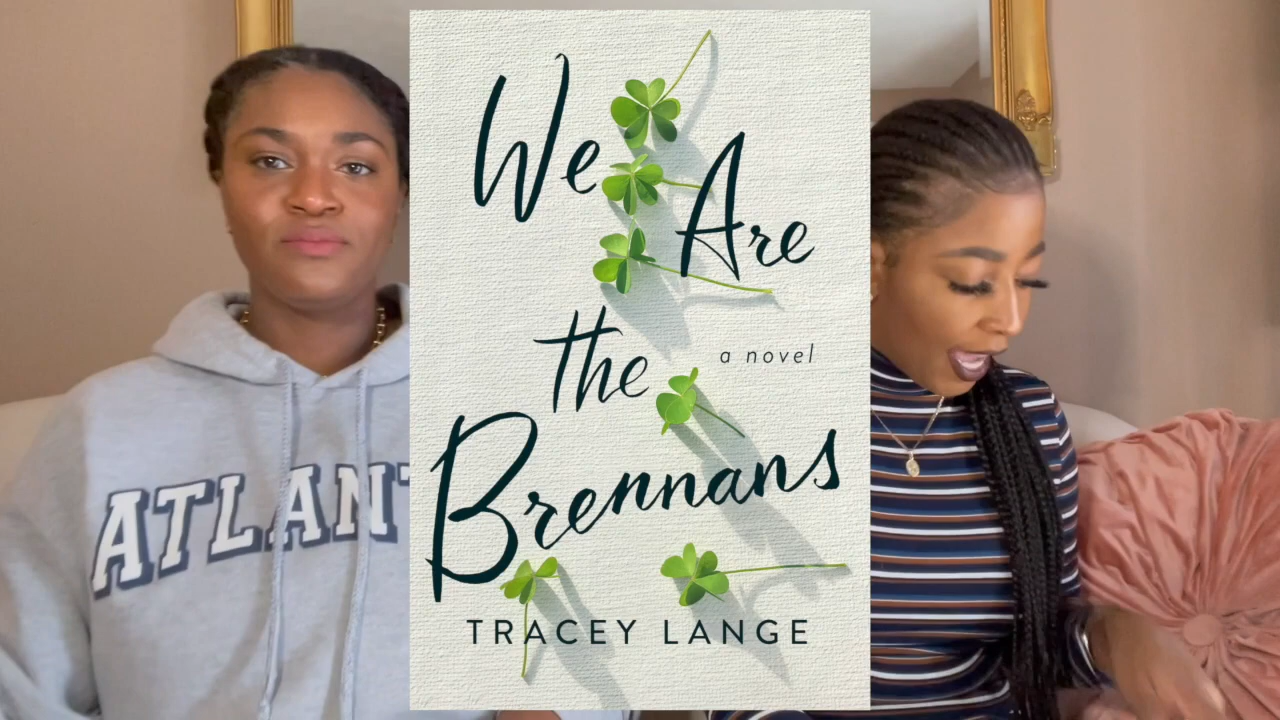 We
Are
the
a novel
Brennans
TRACEY LANGE
ATLANT